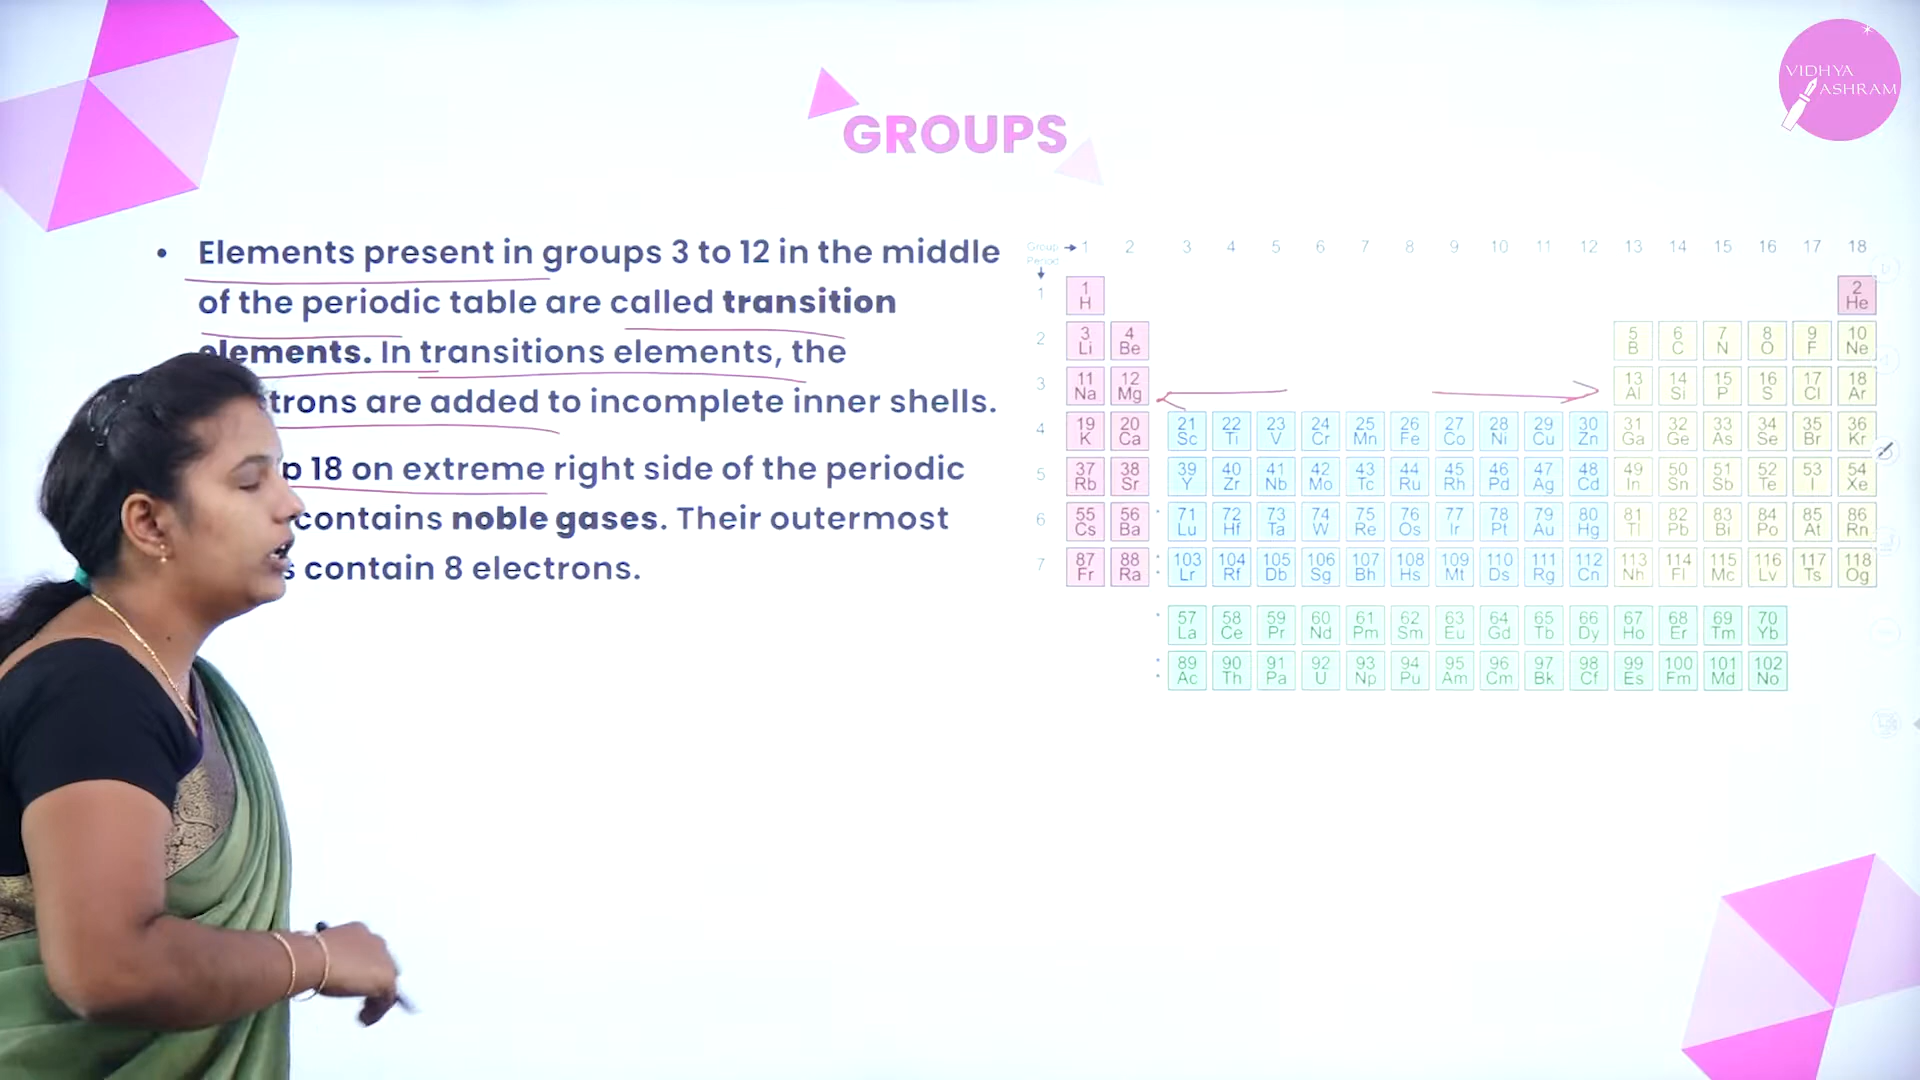 VIDHYA
ASHRAM
GROUPS
• Elements present in groups 3 to 12 in the middle
of the periodic table are called transition
elements. In transitions elements, the
trons are added to incomplete inner shells.
p 18 on extreme right side of the periodic
contains noble gases. Their outermost
s contain 8 electrons.
Group → 1 2 3 4 5 6 7 8 9 10 11 12 13 14 15 16 17 18
Period
1
1 2
H He
2
3 4 5 6 7 8 9 10
Li Be B C N O F Ne
3
11 12 13 14 15 16 17 18
Na Mg Al Si P S Cl Ar
4
19 20 21 22 23 24 25 26 27 28 29 30 31 32 33 34 35 36
K Ca Sc Ti V Cr Mn Fe Co Ni Cu Zn Ga Ge As Se Br Kr
5
37 38 39 40 41 42 43 44 45 46 47 48 49 50 51 52 53 54
Rb Sr Y Zr Nb Mo Tc Ru Rh Pd Ag Cd In Sn Sb Te I Xe
6
55 56 71 72 73 74 75 76 77 78 79 80 81 82 83 84 85 86
Cs Ba Lu Hf Ta W Re Os Ir Pt Au Hg Tl Pb Bi Po At Rn
7
87 88 103 104 105 106 107 108 109 110 111 112 113 114 115 116 117 118
Fr Ra Lr Rf Db Sg Bh Hs Mt Ds Rg Cn Nh Fl Mc Lv Ts Og
57 58 59 60 61 62 63 64 65 66 67 68 69 70
La Ce Pr Nd Pm Sm Eu Gd Tb Dy Ho Er Tm Yb
89 90 91 92 93 94 95 96 97 98 99 100 101 102
Ac Th Pa U Np Pu Am Cm Bk Cf Es Fm Md No